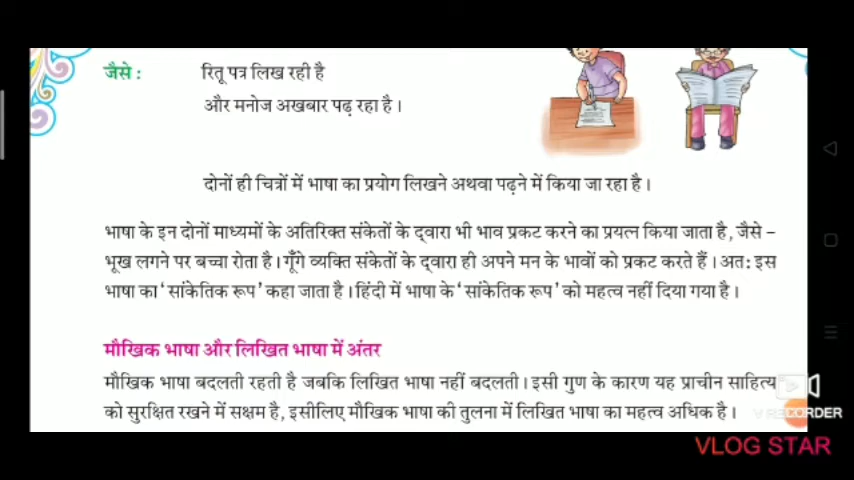 जैसे : रितू पत्र लिख रही है
और मनोज अखबार पढ़ रहा है।
दोनों ही चित्रों में भाषा का प्रयोग लिखने अथवा पढ़ने में किया जा रहा है।
भाषा के इन दोनों माध्यमों के अतिरिक्त संकेतों के द्वारा भी भाव प्रकट करने का प्रयत्न किया जाता है, जैसे –
भूख लगने पर बच्चा रोता है। गूँगे व्यक्ति संकेतों के द्वारा ही अपने मन के भावों को प्रकट करते हैं। अत: इस
भाषा का ‘सांकेतिक रूप’ कहा जाता है। हिंदी में भाषा के ‘सांकेतिक रूप’ को महत्व नहीं दिया गया है।
मौखिक भाषा और लिखित भाषा में अंतर
मौखिक भाषा बदलती रहती है जबकि लिखित भाषा नहीं बदलती। इसी गुण के कारण यह प्राचीन साहित्य
को सुरक्षित रखने में सक्षम है, इसीलिए मौखिक भाषा की तुलना में लिखित भाषा का महत्व अधिक है।
V RECORDER
VLOG STAR